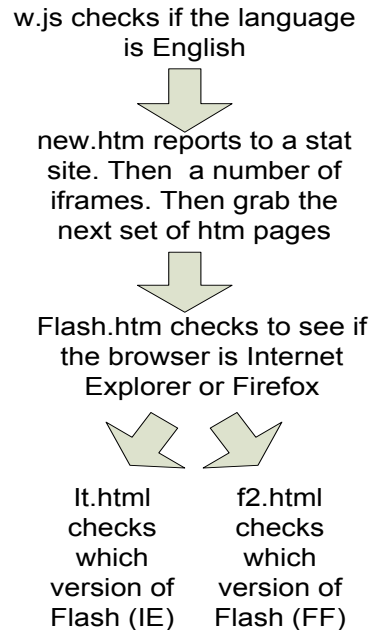 w.js checks if the language
is English
new.htm reports to a stat
site. Then a number of
iframes. Then grab the
next set of htm pages
Flash.htm checks to see if
the browser is Internet
Explorer or Firefox
It.html
checks
which
version of
Flash (IE)
f2.html
checks
which
version of
Flash (FF)